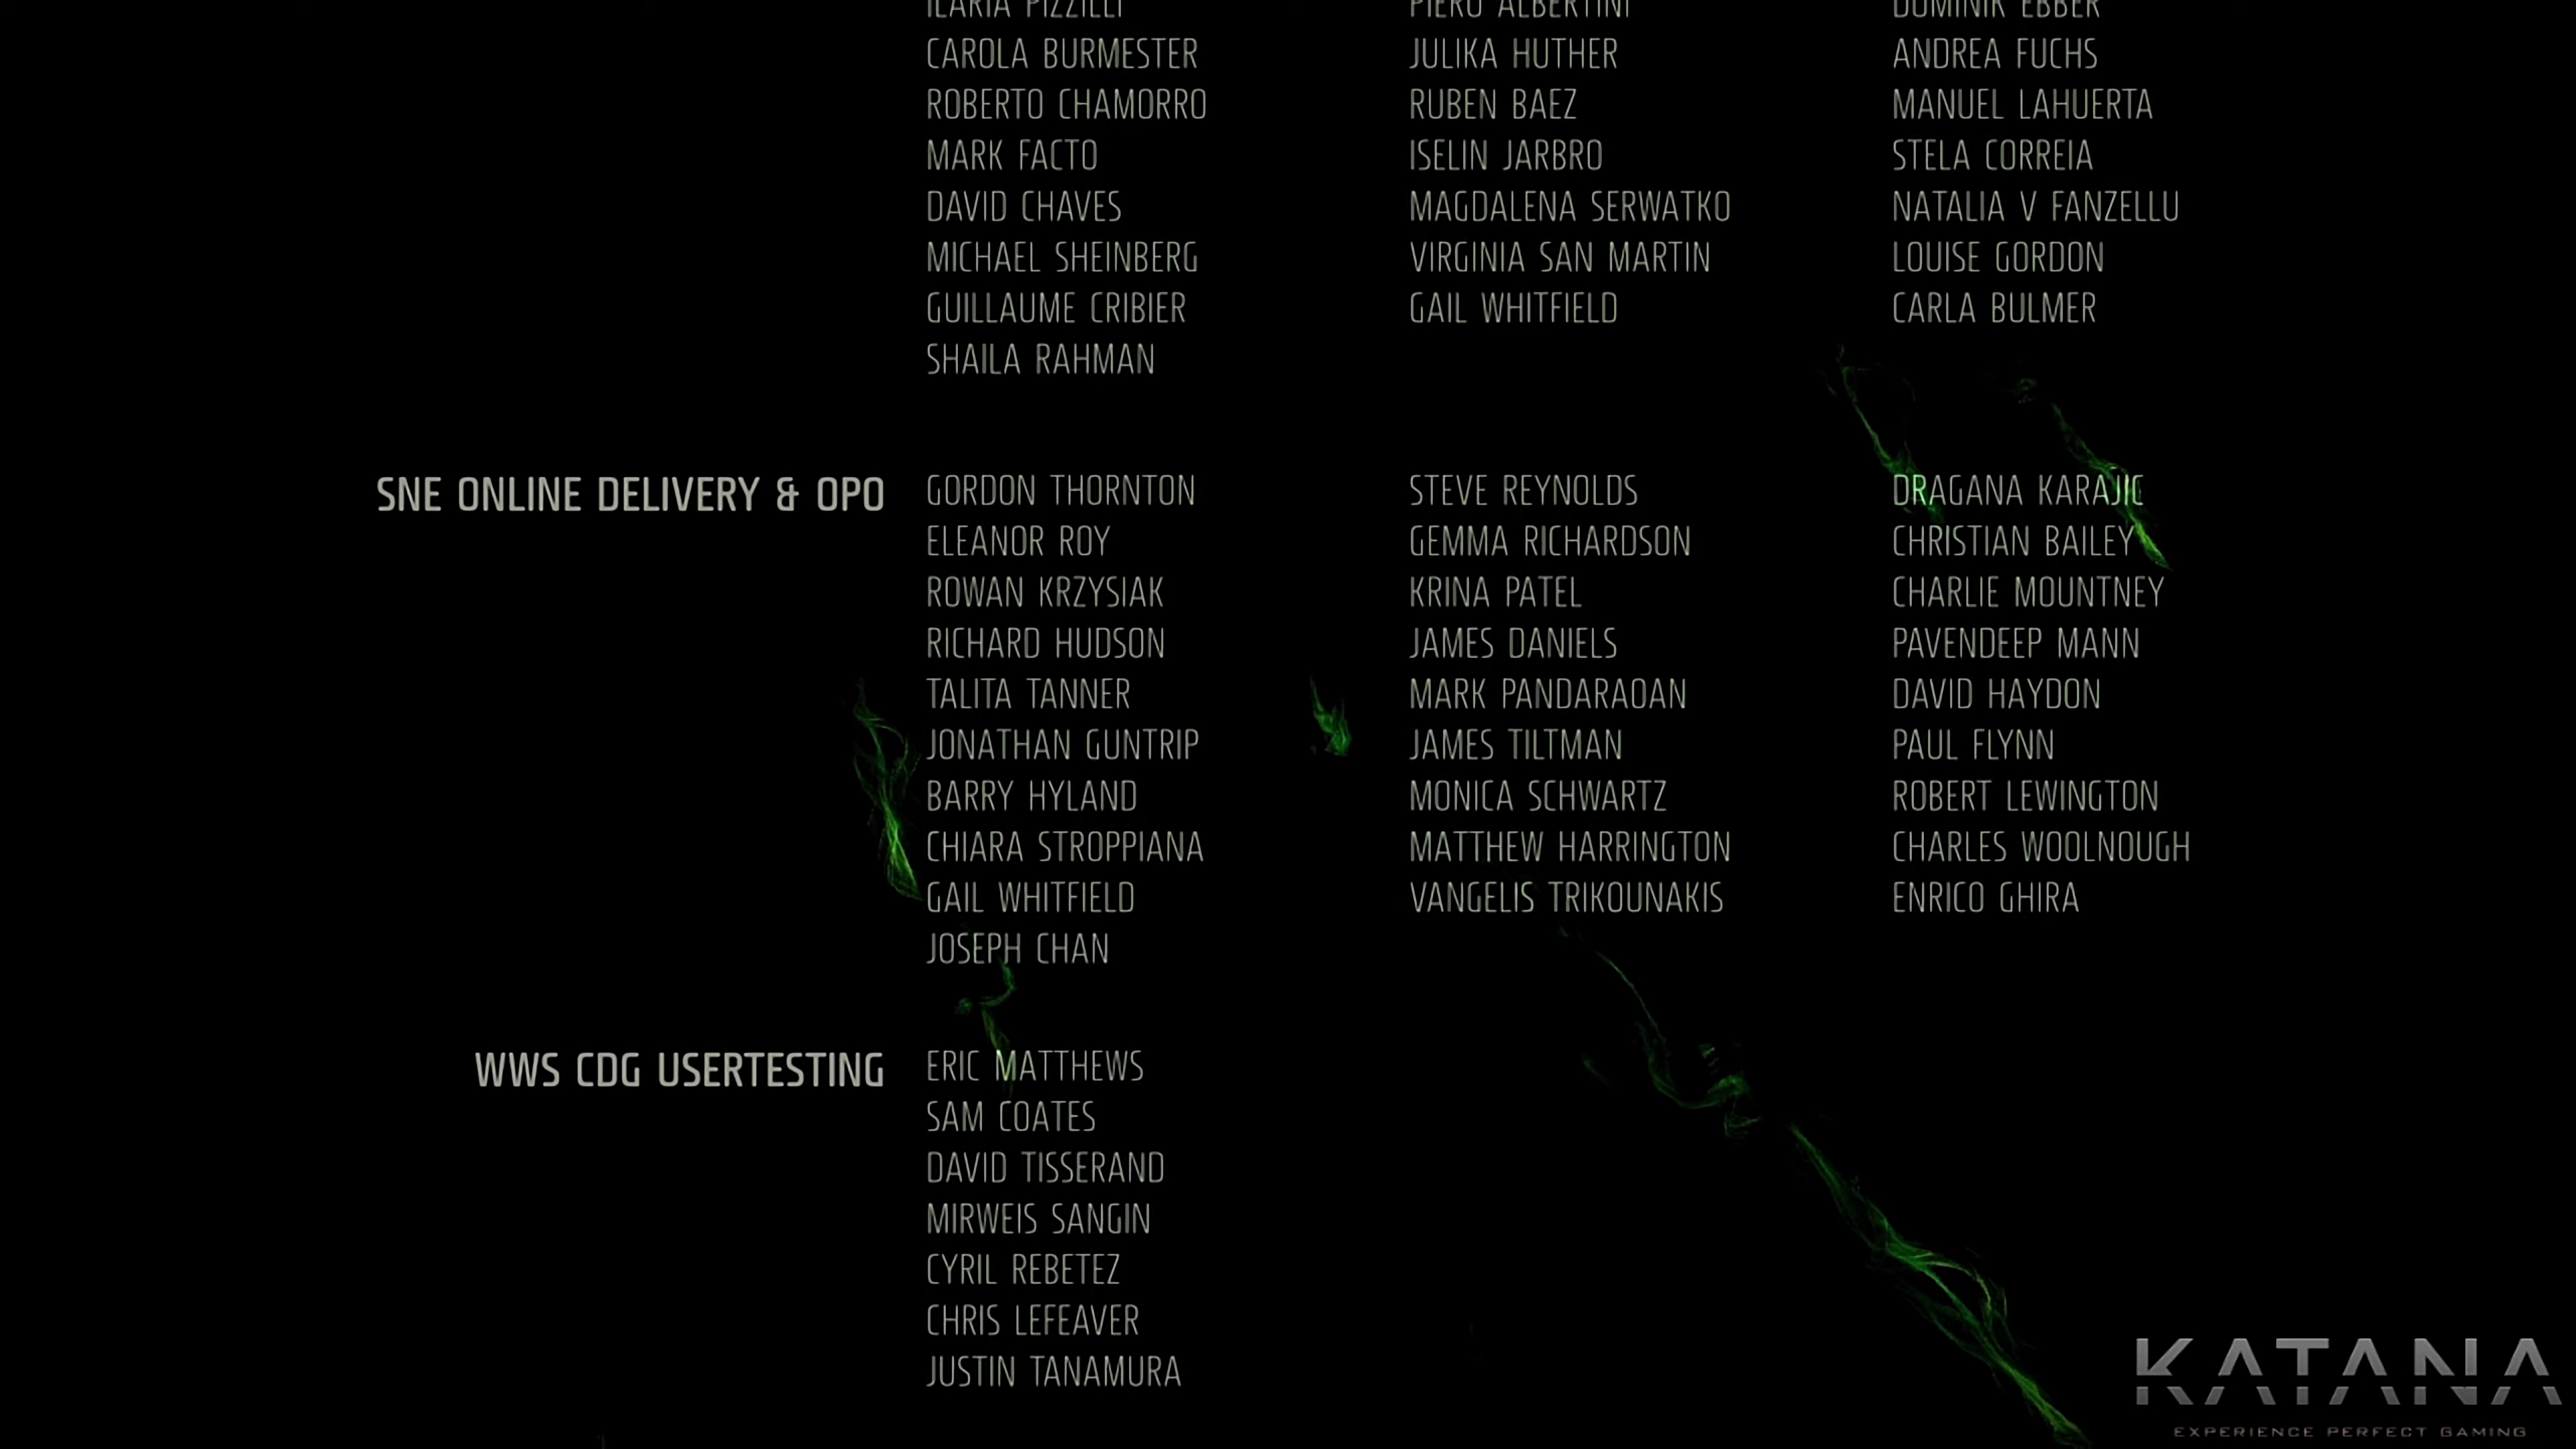 ILARIA PIZZILLI PIERO ALBERTINI DOMINIK EBBER
CAROLA BURMESTER JULIKA HUTHER ANDREA FUCHS
ROBERTO CHAMORRO RUBEN BAEZ MANUEL LAHUERTA
MARK FACTO ISELIN JARBRO STELA CORREIA
DAVID CHAVES MAGDALENA SERWATKO NATALIA V FANZELLU
MICHAEL SHEINBERG VIRGINIA SAN MARTIN LOUISE GORDON
GUILLAUME CRIBIER GAIL WHITFIELD CARLA BULMER
SHAILA RAHMAN
SNE ONLINE DELIVERY & OPO GORDON THORNTON STEVE REYNOLDS DRAGANA KARAJIC
ELEANOR ROY GEMMA RICHARDSON CHRISTIAN BAILEY
ROWAN KRZYSIAK KRINA PATEL CHARLIE MOUNTNEY
RICHARD HUDSON JAMES DANIELS PAVENDEEP MANN
TALITA TANNER MARK PANDARAOAN DAVID HAYDON
JONATHAN GUNTRIP JAMES TILTMAN PAUL FLYNN
BARRY HYLAND MONICA SCHWARTZ ROBERT LEWINGTON
CHIARA STROPPIANA MATTHEW HARRINGTON CHARLES WOOLNOUGH
GAIL WHITFIELD VANGELIS TRIKOUNAKIS ENRICO GHIRA
JOSEPH CHAN
WWS CDG USERTESTING ERIC MATTHEWS
SAM COATES
DAVID TISSERAND
MIRWEIS SANGIN
CYRIL REBETEZ
CHRIS LEFEAVER
JUSTIN TANAMURA
KATANA
EXPERIENCE PERFECT GAMING